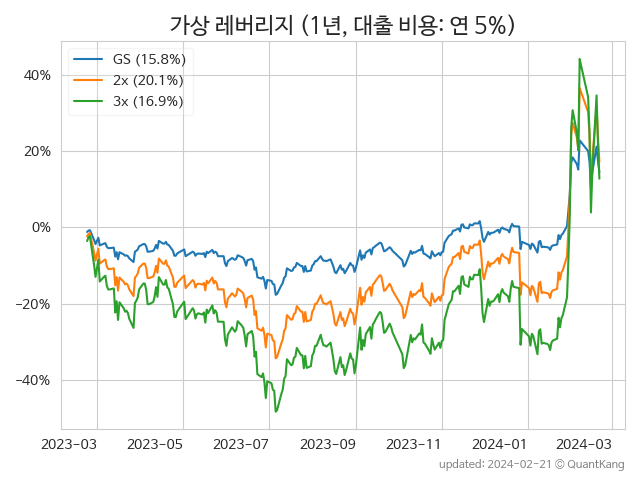 가상 레버리지 (1년, 대출 비용: 연 5%)
GS (15.8%)
2x (20.1%)
3x (16.9%)
40%
20%
0%
−20%
−40%
2023-03 2023-05 2023-07 2023-09 2023-11 2024-01 2024-03
updated: 2024-02-21 © QuantKang